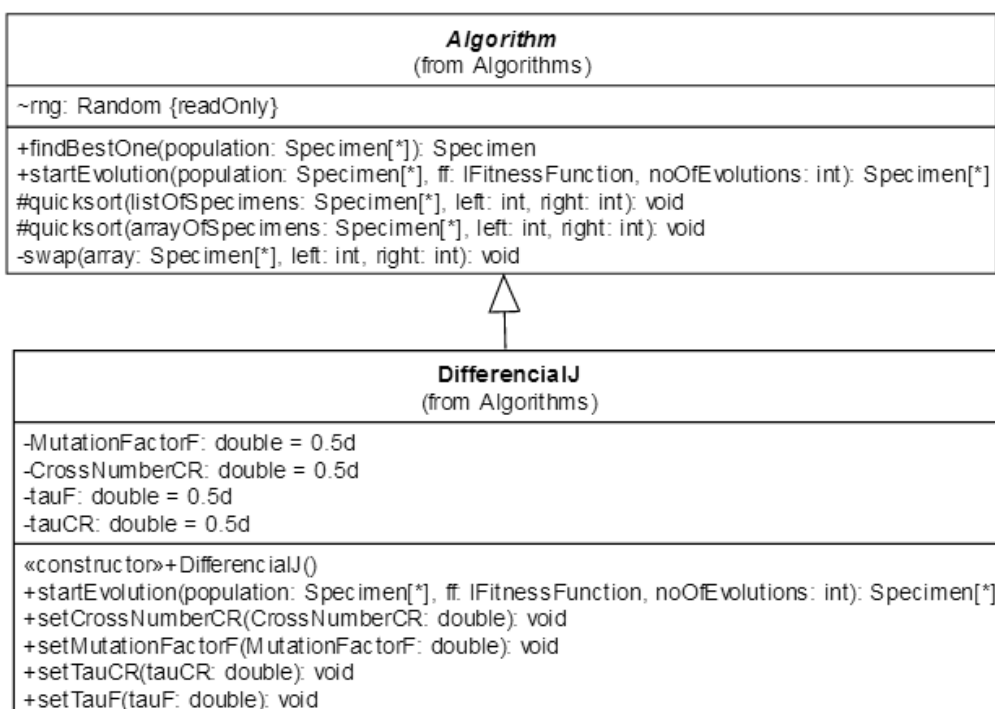 Algorithm
(from Algorithms)
~rng: Random {readOnly}
+findBestOne(population: Specimen[*]): Specimen
+startEvolution(population: Specimen[*], ff: IFitnessFunction, noOfEvolutions: int): Specimen[*]
#quicksort(listOfSpecimens: Specimen[*], left: int, right: int): void
#quicksort(arrayOfSpecimens: Specimen[*], left: int, right: int): void
-swap(array: Specimen[*], left: int, right: int): void
DifferencialJ
(from Algorithms)
-MutationFactorF: double = 0.5d
-CrossNumberCR: double = 0.5d
-tauF: double = 0.5d
-tauCR: double = 0.5d
«constructor»+DifferencialJ()
+startEvolution(population: Specimen[*], ff: IFitnessFunction, noOfEvolutions: int): Specimen[*]
+setCrossNumberCR(CrossNumberCR: double): void
+setMutationFactorF(MutationFactorF: double): void
+setTauCR(tauCR: double): void
+setTauF(tauF: double): void